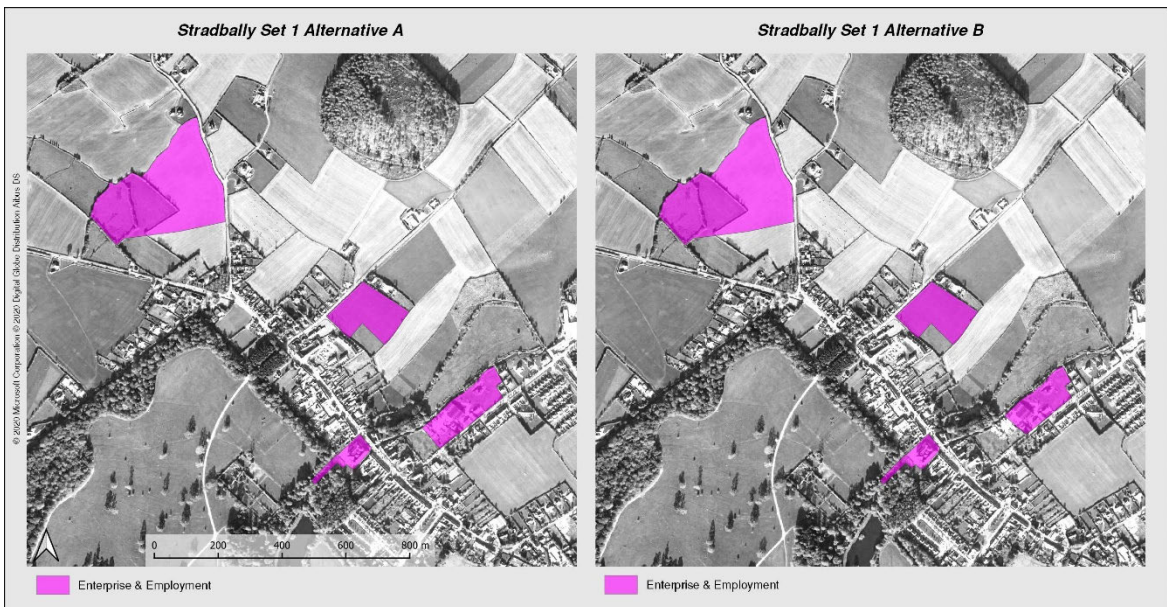 Stradbally Set 1 Alternative A
Stradbally Set 1 Alternative B
© 2020 Microsoft Corporation © 2020 Digital Globe Distribution Aibus DS
0 200 400 600 800 m
Enterprise & Employment
Enterprise & Employment